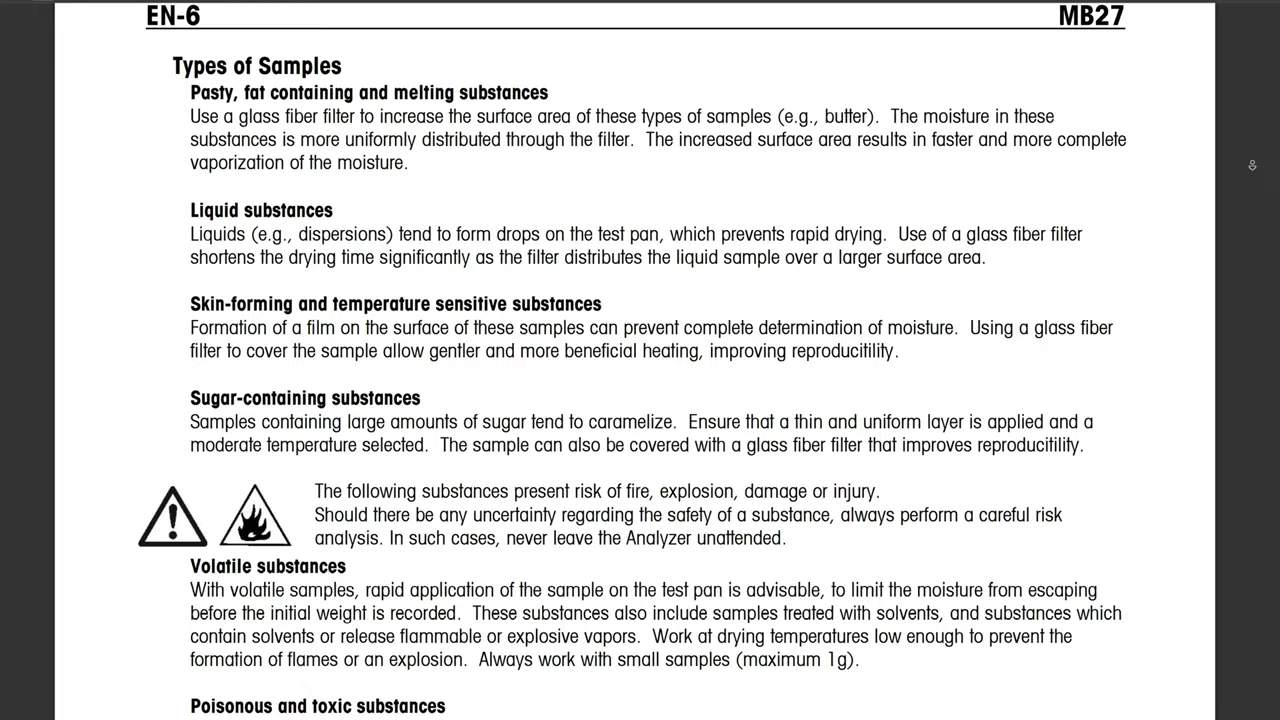 EN-6 MB27
Types of Samples
Pasty, fat containing and melting substances
Use a glass fiber filter to increase the surface area of these types of samples (e.g., butter). The moisture in these
substances is more uniformly distributed through the filter. The increased surface area results in faster and more complete
vaporization of the moisture.
Liquid substances
Liquids (e.g., dispersions) tend to form drops on the test pan, which prevents rapid drying. Use of a glass fiber filter
shortens the drying time significantly as the filter distributes the liquid sample over a larger surface area.
Skin-forming and temperature sensitive substances
Formation of a film on the surface of these samples can prevent complete determination of moisture. Using a glass fiber
filter to cover the sample allow gentler and more beneficial heating, improving reproducitility.
Sugar-containing substances
Samples containing large amounts of sugar tend to caramelize. Ensure that a thin and uniform layer is applied and a
moderate temperature selected. The sample can also be covered with a glass fiber filter that improves reproducitility.
The following substances present risk of fire, explosion, damage or injury.
Should there be any uncertainty regarding the safety of a substance, always perform a careful risk
analysis. In such cases, never leave the Analyzer unattended.
Volatile substances
With volatile samples, rapid application of the sample on the test pan is advisable, to limit the moisture from escaping
before the initial weight is recorded. These substances also include samples treated with solvents, and substances which
contain solvents or release flammable or explosive vapors. Work at drying temperatures low enough to prevent the
formation of flames or an explosion. Always work with small samples (maximum 1g).
Poisonous and toxic substances